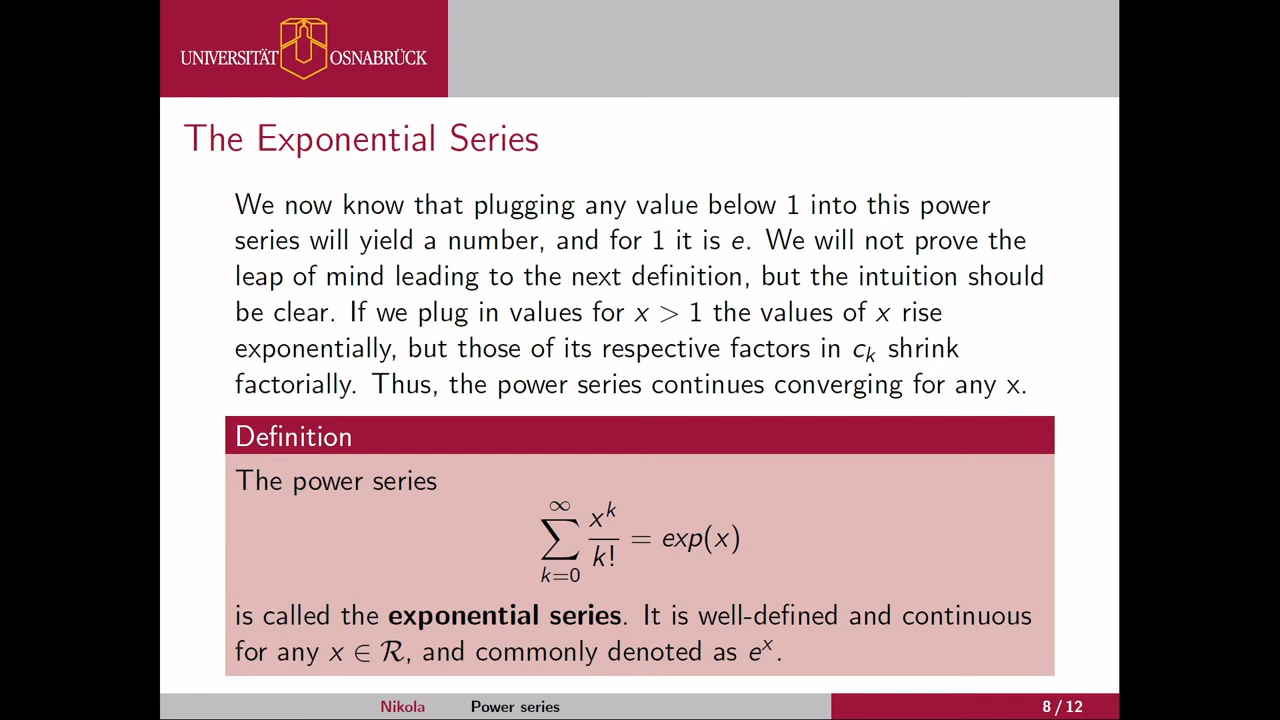 UNIVERSITÄT OSNABRÜCK
The Exponential Series
We now know that plugging any value below 1 into this power
series will yield a number, and for 1 it is e. We will not prove the
leap of mind leading to the next definition, but the intuition should
be clear. If we plug in values for x > 1 the values of x rise
exponentially, but those of its respective factors in cₖ shrink
factorially. Thus, the power series continues converging for any x.
Definition
The power series
∑_{k=0}^{∞} x^k / k! = exp(x)
is called the exponential series. It is well-defined and continuous
for any x ∈ ℛ, and commonly denoted as eˣ.
Nikola Power series 8 / 12